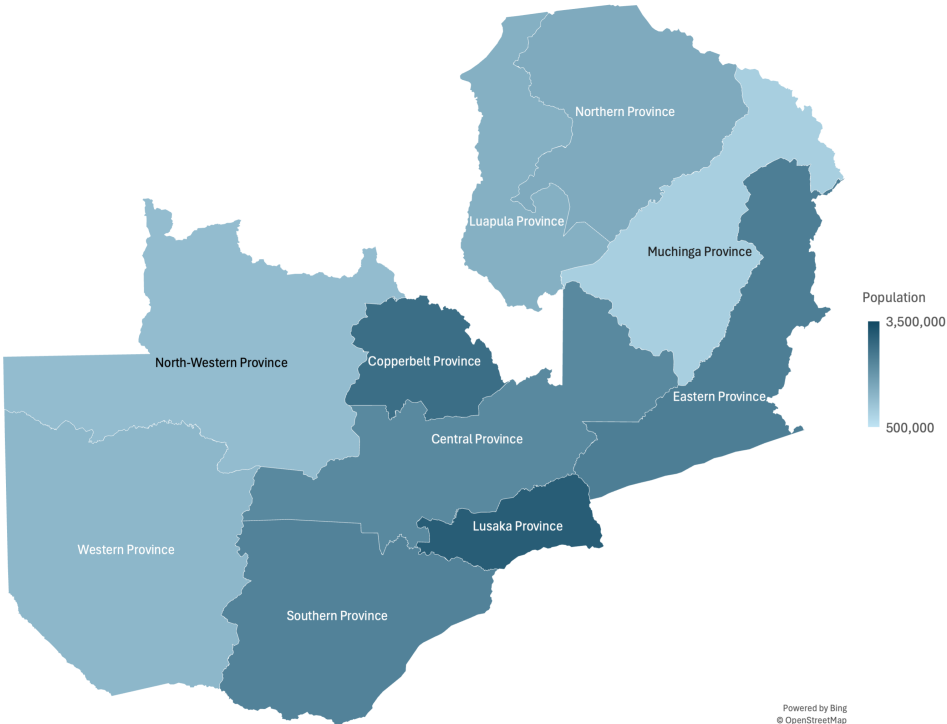 Northern Province
Luapula Province
Muchinga Province
Population
3,500,000
500,000
North-Western Province
Copperbelt Province
Eastern Province
Central Province
Lusaka Province
Western Province
Southern Province
Powered by Bing
© OpenStreetMap